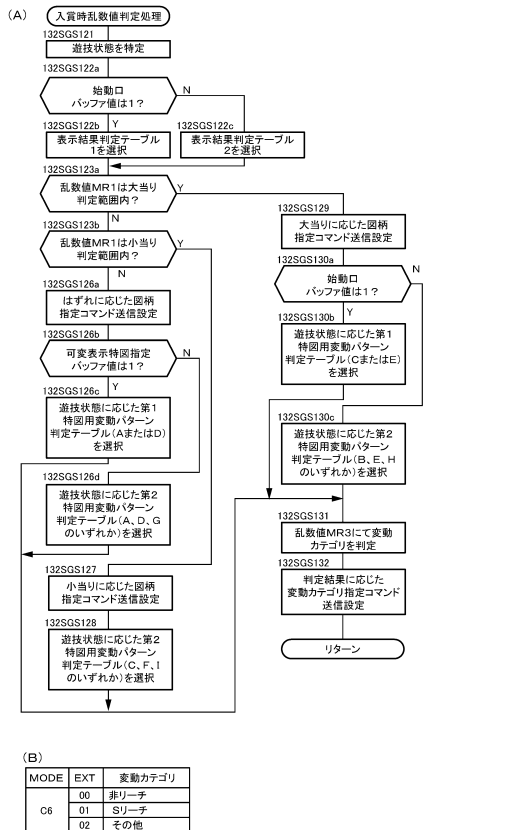 (A)
入賞時乱数値判定処理
132SGS121
遊技状態を特定
132SGS122a
始動口
バッファ値は1?
N
Y
132SGS122b
表示結果判定テーブル
1を選択
132SGS122c
表示結果判定テーブル
2を選択
132SGS123a
乱数値MR1は大当り
判定範囲内?
Y
N
132SGS123b
乱数値MR1は小当り
判定範囲内?
Y
N
132SGS126a
はずれに応じた図柄
指定コマンド送信設定
132SGS126b
可変表示特図指定
バッファ値は1?
N
Y
132SGS126c
遊技状態に応じた第1
特図用変動パターン
判定テーブル(AまたはD)
を選択
132SGS126d
遊技状態に応じた第2
特図用変動パターン
判定テーブル(A、D、G
のいずれか)を選択
132SGS127
小当りに応じた図柄
指定コマンド送信設定
132SGS128
遊技状態に応じた第2
特図用変動パターン
判定テーブル(C、F、I
のいずれか)を選択
132SGS129
大当りに応じた図柄
指定コマンド送信設定
132SGS130a
始動口
バッファ値は1?
N
Y
132SGS130b
遊技状態に応じた第1
特図用変動パターン
判定テーブル(CまたはE)
を選択
132SGS130c
遊技状態に応じた第2
特図用変動パターン
判定テーブル(B、E、H
のいずれか)を選択
132SGS131
乱数値MR3にて変動
カテゴリを判定
132SGS132
判定結果に応じた
変動カテゴリ指定コマンド
送信設定
リターン
(B)
MODE EXT 変動カテゴリ
C6 00 非リーチ
01 Sリーチ
02 その他